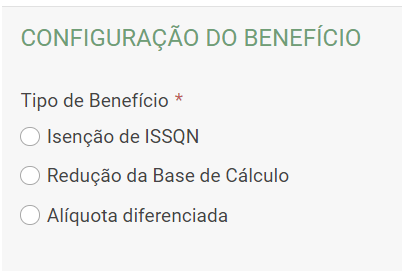 CONFIGURAÇÃO DO BENEFÍCIO
Tipo de Benefício *
Isenção de ISSQN
Redução da Base de Cálculo
Alíquota diferenciada